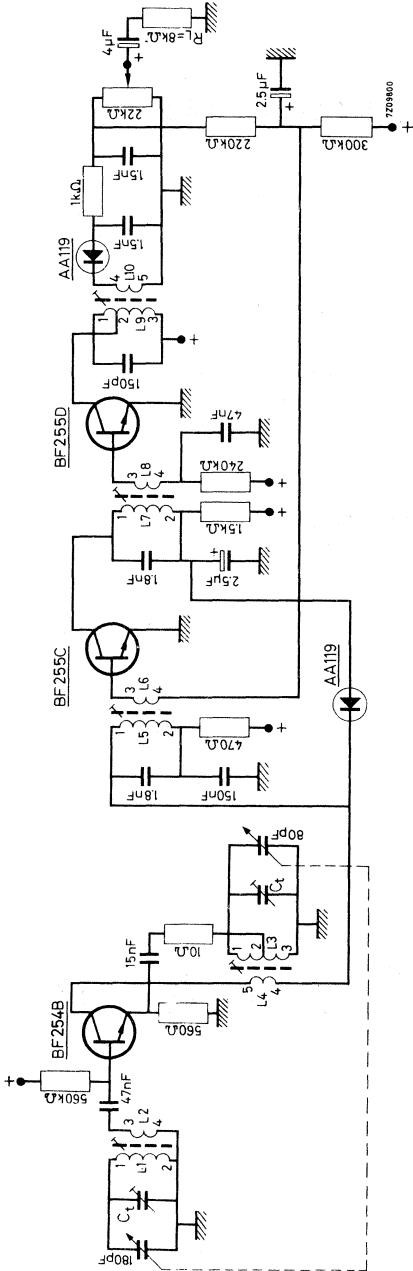 180pF
Ct
1
L1
2
3
L2
4
47nF
560kΩ
+
BF254B
560Ω
15nF
10Ω
5
L4
4
1
2
L3
3
Ct
80pF
1.8nF
150nF
1
L5
2
470Ω
+
3
L6
4
BF255C
AA119
1.8nF
2.5µF
+
1
L7
2
1.5kΩ
+
3
L8
4
240kΩ
+
47nF
BF255D
150pF
1
2
L9
3
+
4
L10
5
AA119
1.5nF
1kΩ
1.5nF
22kΩ
+
4µF
RL=8kΩ
220kΩ
2.5µF
+
300kΩ
+
7Z09800